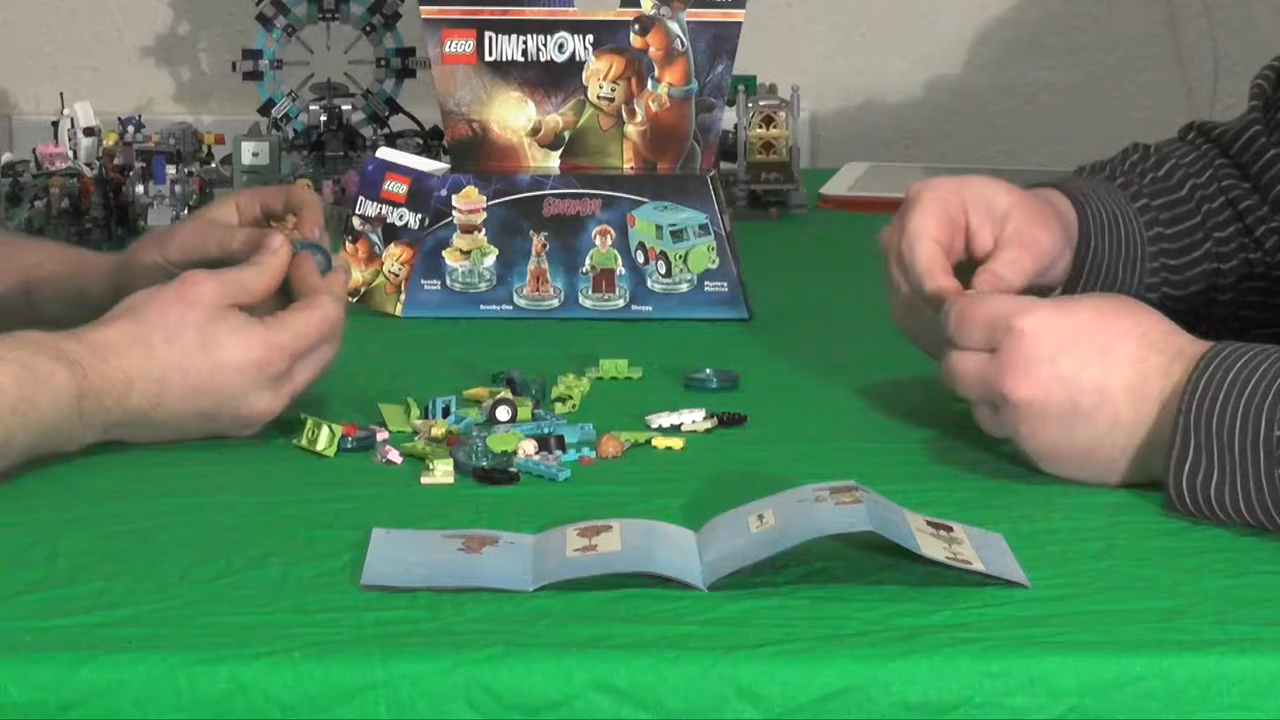 LEGO DIMENSIONS
LEGO
DIMENSIONS
SCOOBY-DOO!
Scooby
Snack
Scooby-Doo
Shaggy
Mystery
Machine